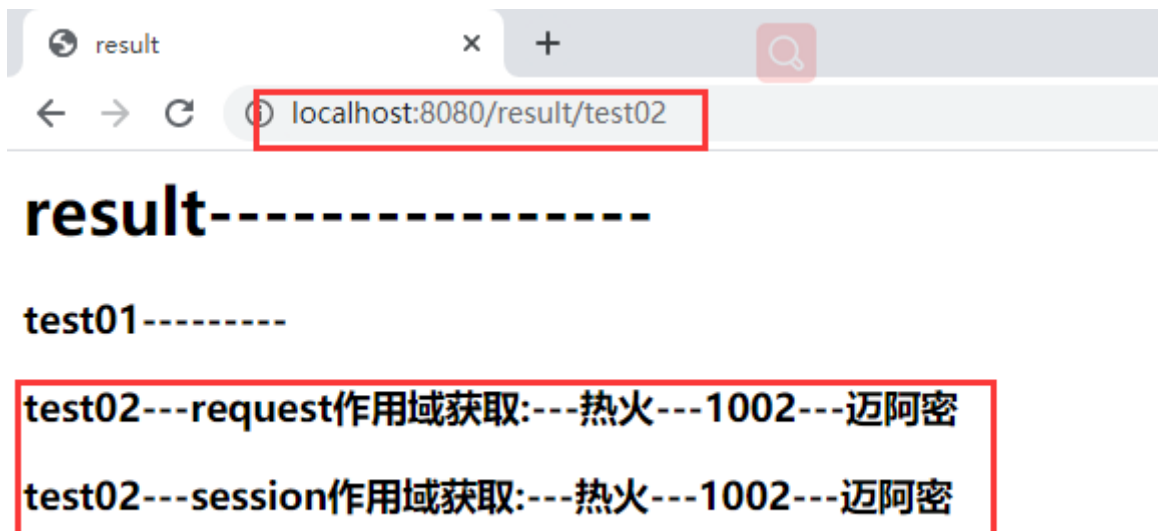 result
localhost:8080/result/test02
result----------------
test01---------
test02---request作用域获取:---热火---1002---迈阿密
test02---session作用域获取:---热火---1002---迈阿密